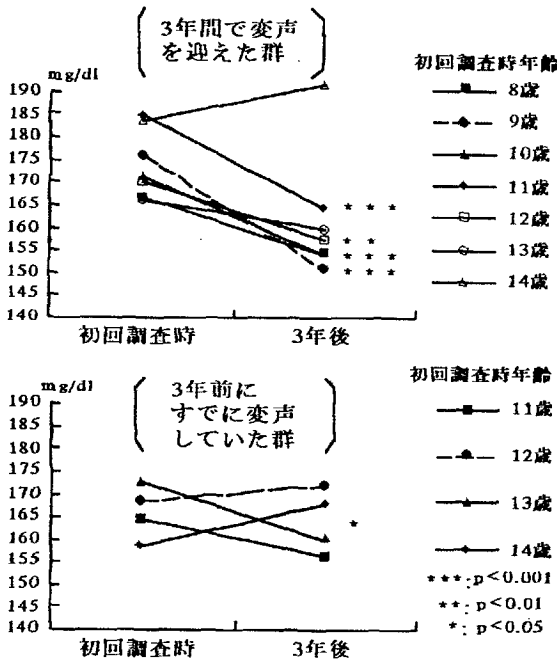 3年間で変声
を迎えた群
mg/dl
初回調査時年齢
190
185
180
175
170
165
160
155
150
145
140
8歳
9歳
10歳
11歳
12歳
13歳
14歳
* * *
* *
* * *
* * *
初回調査時
3年後
3年前に
すでに変声
していた群
mg/dl
初回調査時年齢
190
185
180
175
170
165
160
155
150
145
140
11歳
12歳
13歳
14歳
*
***: p<0.001
**: p<0.01
*: p<0.05
初回調査時
3年後